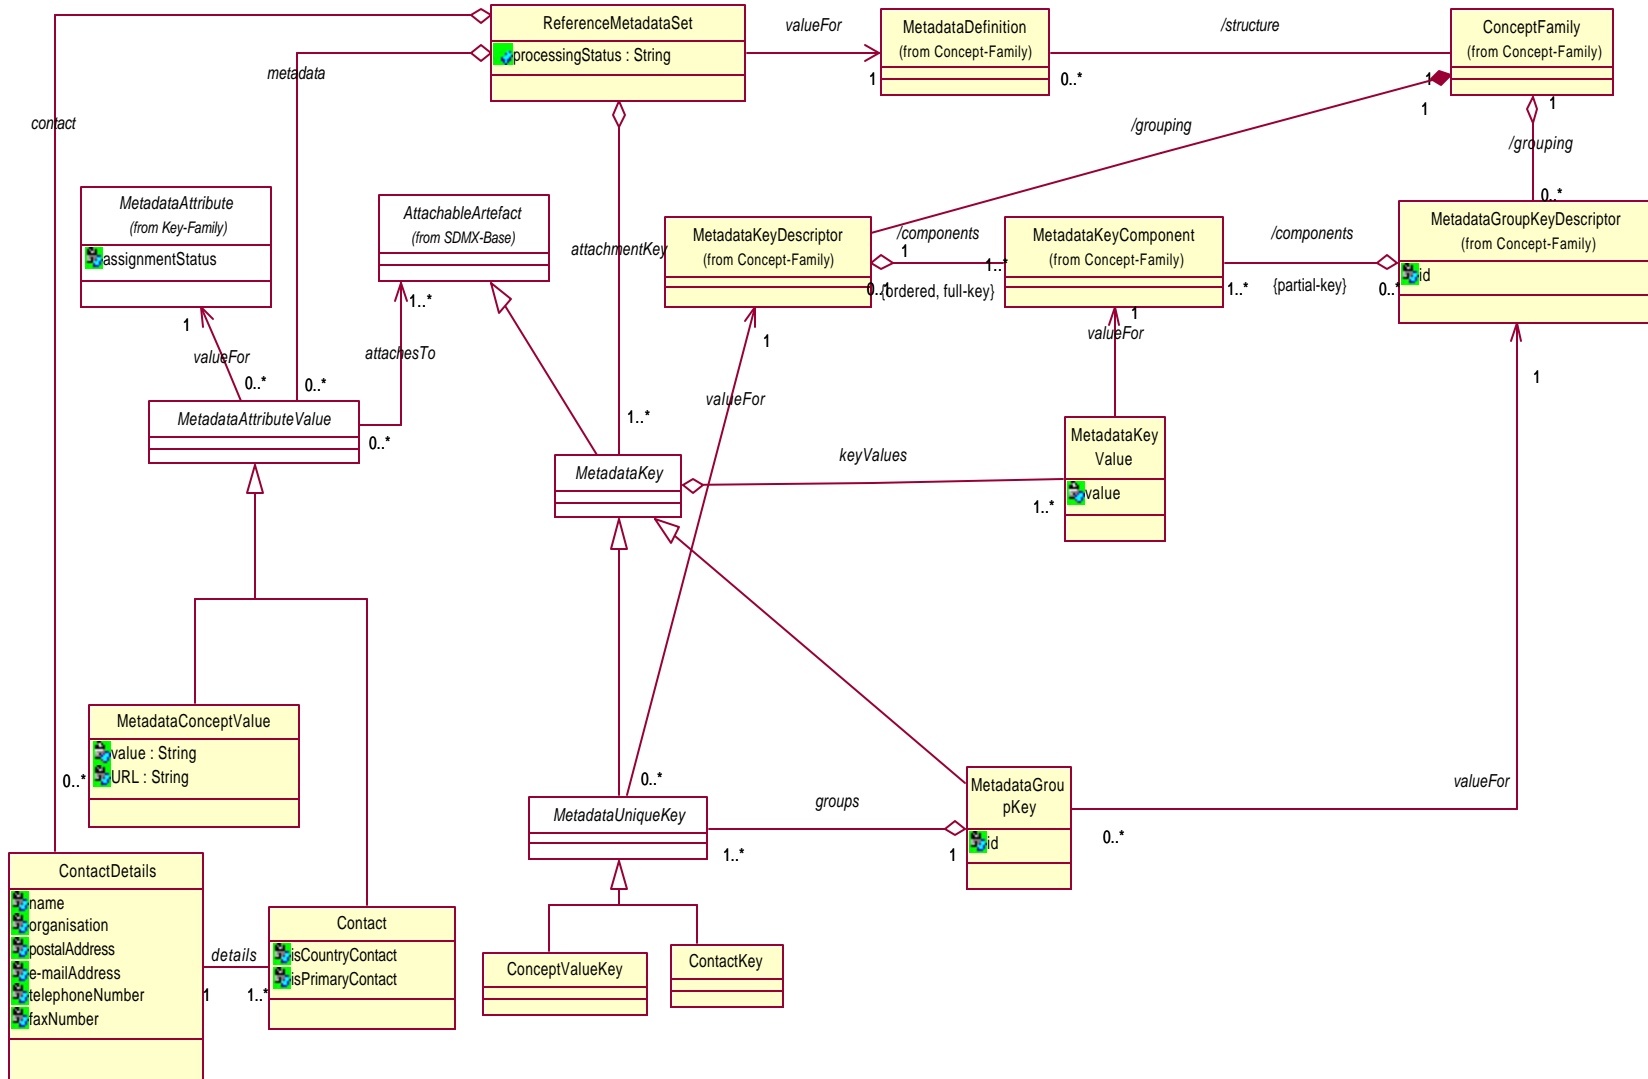 ReferenceMetadataSet
processingStatus : String
valueFor
1
MetadataDefinition
(from Concept-Family)
/structure
0..*
1
ConceptFamily
(from Concept-Family)
1
1
/grouping
/grouping
0..*
metadata
contact
MetadataAttribute
(from Key-Family)
assignmentStatus
AttachableArtefact
(from SDMX-Base)
attachmentKey
MetadataKeyDescriptor
(from Concept-Family)
/components
1
1..*
0..1
{ordered, full-key}
MetadataKeyComponent
(from Concept-Family)
/components
1..*
{partial-key}
0..*
MetadataGroupKeyDescriptor
(from Concept-Family)
id
1
valueFor
0..*
0..*
1..*
attachesTo
0..*
1
valueFor
1
valueFor
1
MetadataAttributeValue
1..*
MetadataKey
keyValues
1..*
MetadataKey
Value
value
MetadataConceptValue
value : String
URL : String
0..*
0..*
MetadataUniqueKey
1..*
groups
1
MetadataGrou
pKey
id
0..*
valueFor
ContactDetails
name
organisation
postalAddress
e-mailAddress
telephoneNumber
faxNumber
details
1
1..*
Contact
isCountryContact
isPrimaryContact
ConceptValueKey
ContactKey